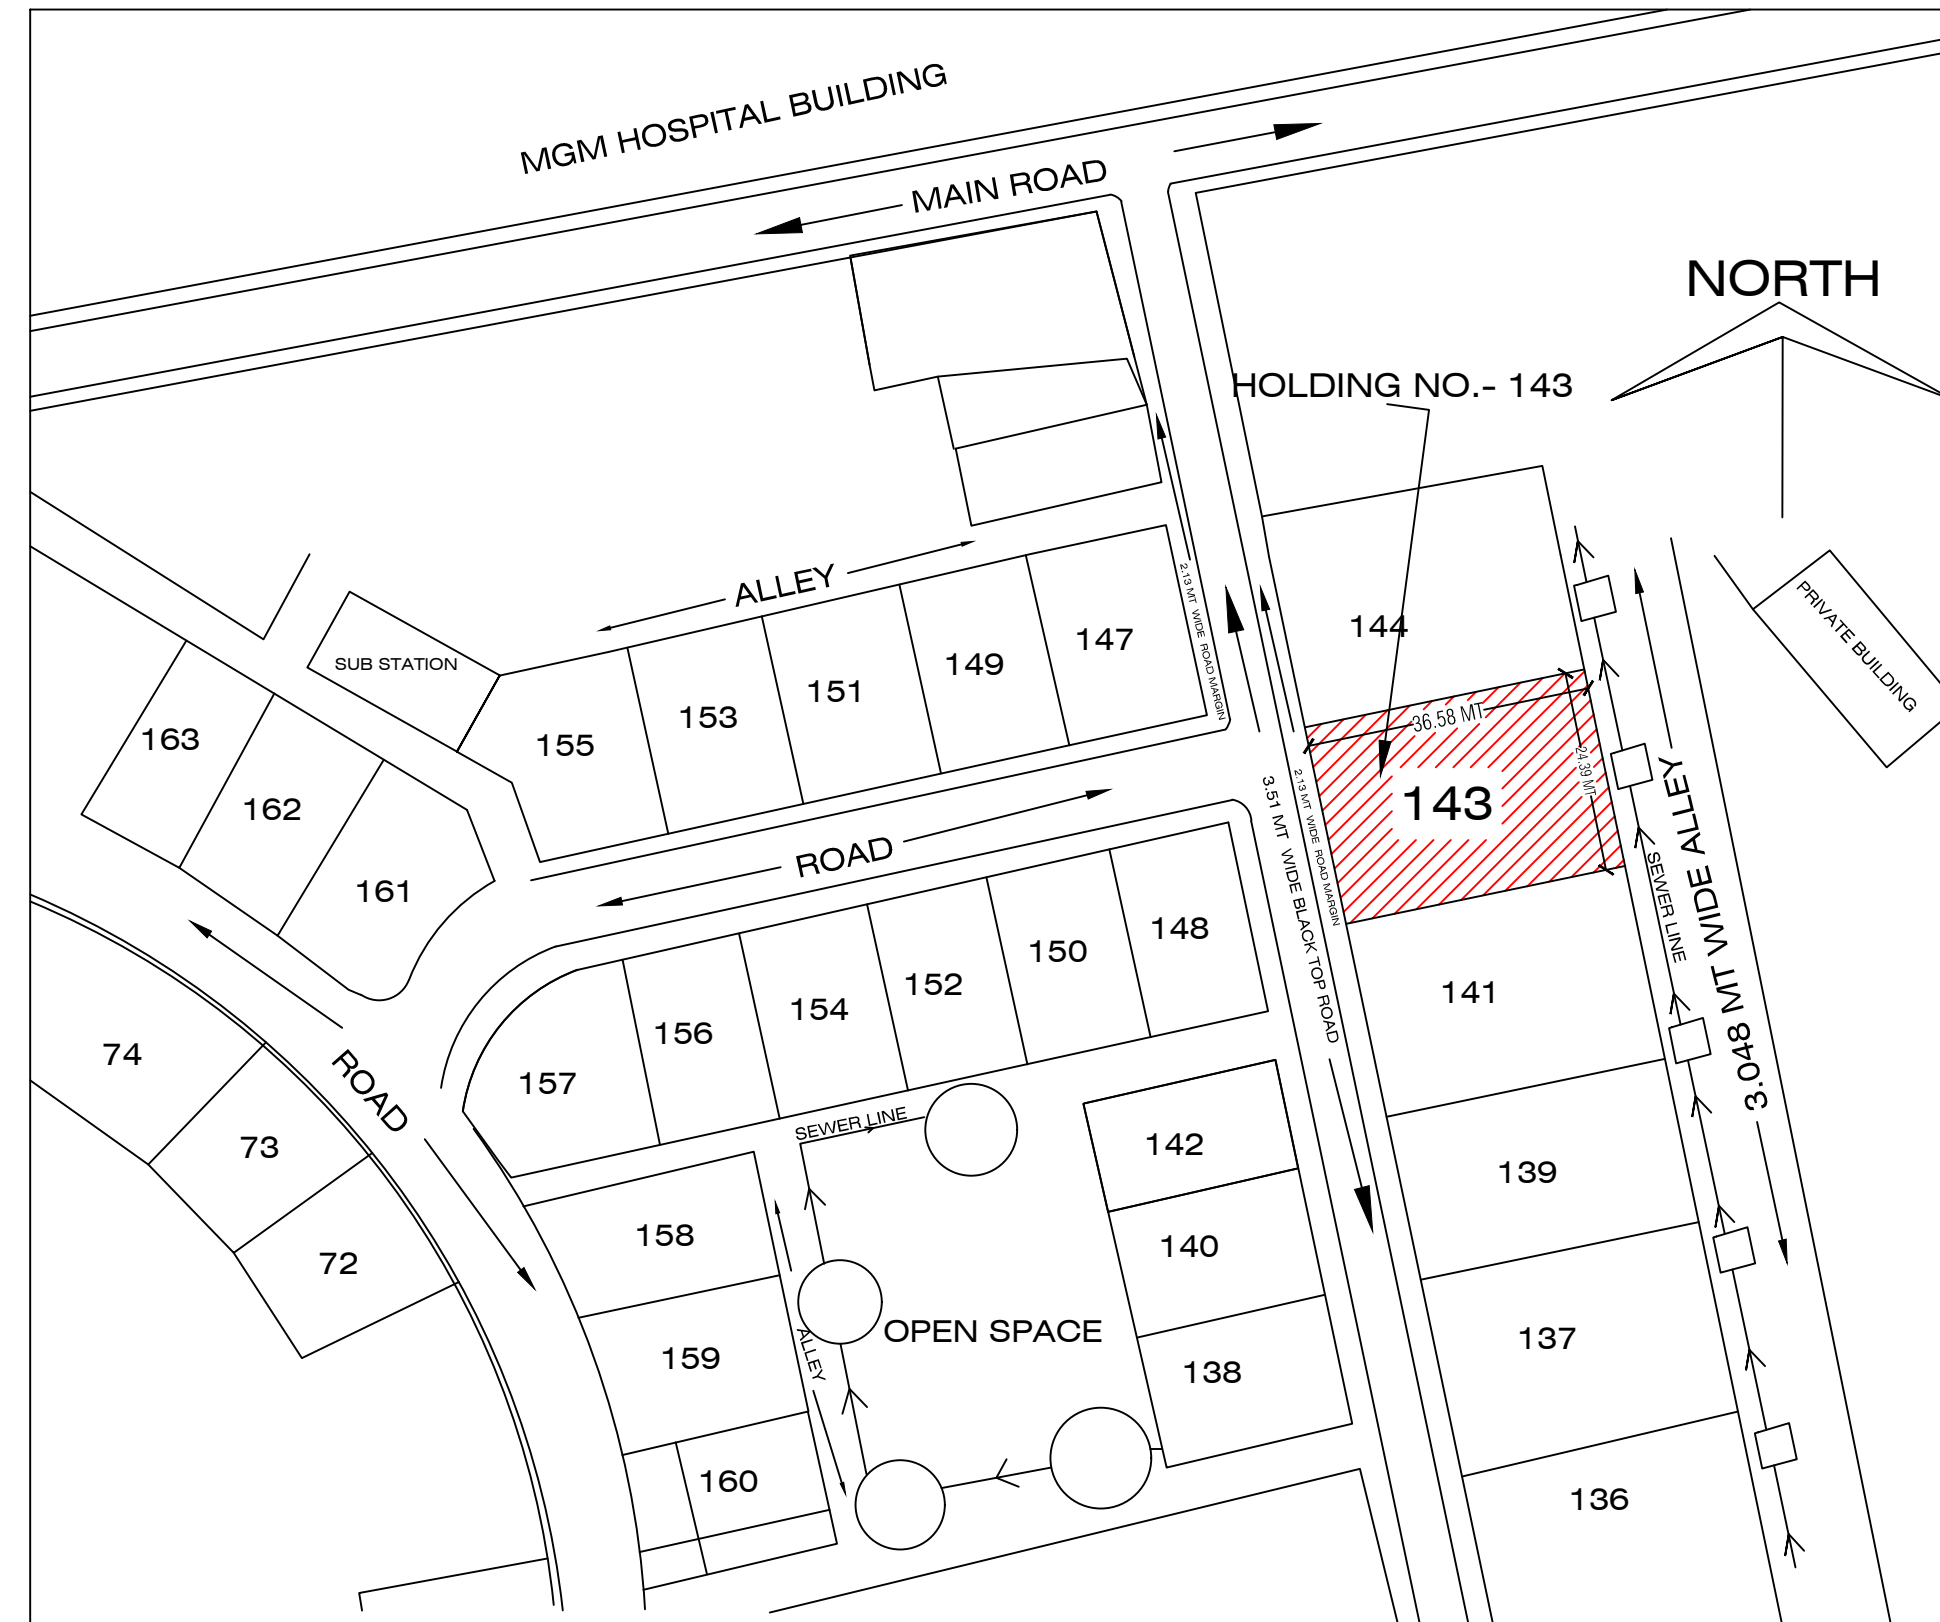 MGM HOSPITAL BUILDING
MAIN ROAD
NORTH
HOLDING NO.- 143
ALLEY
2.13 MT WIDE ROAD MARGIN
144
PRIVATE BUILDING
SUB STATION
147
149
151
153
155
163
162
161
36.58 MT
24.39 MT
143
2.13 MT WIDE ROAD MARGIN
3.51 MT WIDE BLACK TOP ROAD
SEWER LINE
3.048 MT WIDE ALLEY
ROAD
148
150
152
154
156
157
141
74
73
72
ROAD
SEWER LINE
142
139
158
140
OPEN SPACE
137
159
ALLEY
138
160
136